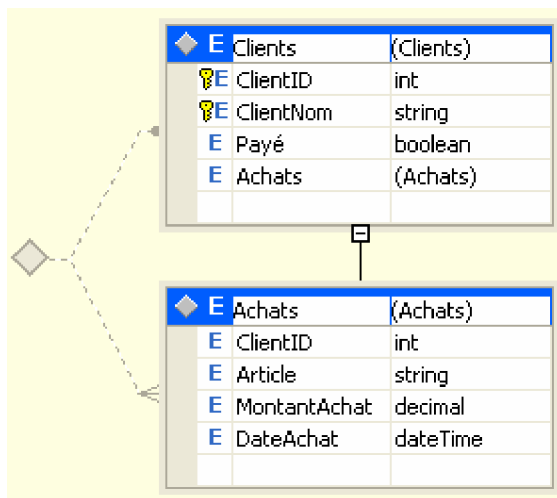 E Clients (Clients)
E ClientID int
E ClientNom string
E Payé boolean
E Achats (Achats)
E Achats (Achats)
E ClientID int
E Article string
E MontantAchat decimal
E DateAchat dateTime